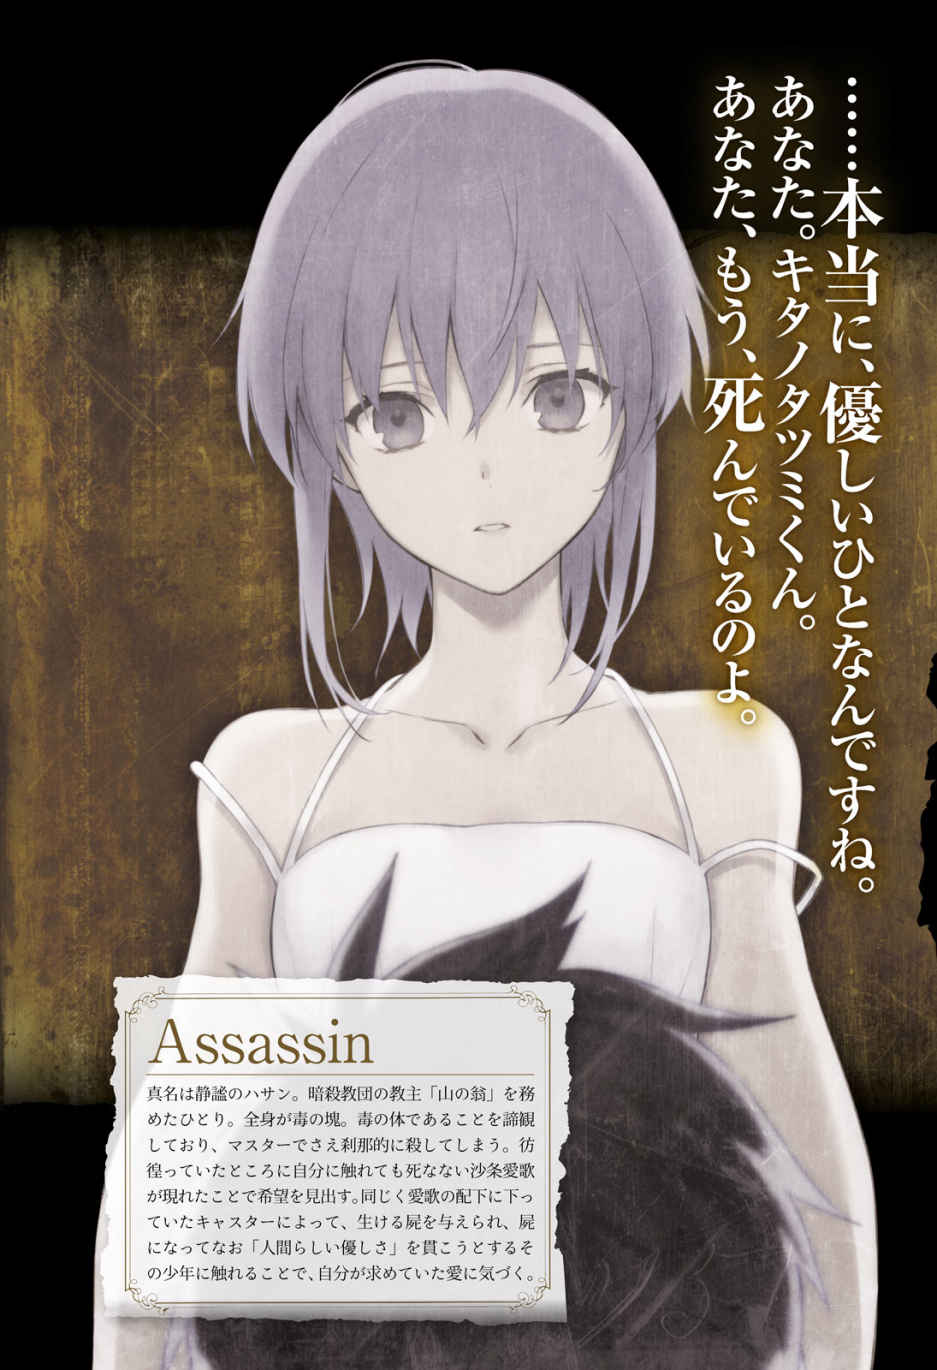 ……本当に、優しいひとなんですね。
あなた。キタノタツミくん。
あなた、もう、死んでいるのよ。
Assassin
真名は静謐のハサン。暗殺教団の教主「山の翁」を務
めたひとり。全身が毒の塊。毒の体であることを諦観
しており、マスターでさえ刹那的に殺してしまう。彷
徨っていたところに自分に触れても死なない沙条愛歌
が現れたことで希望を見出す。同じく愛歌の配下に下っ
ていたキャスターによって、生ける屍を与えられ、屍
になってなお「人間らしい優しさ」を貫こうとするそ
の少年に触れることで、自分が求めていた愛に気づく。